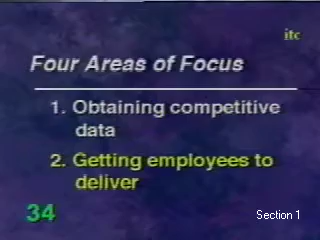 itc
Four Areas of Focus
1. Obtaining competitive
data
2. Getting employees to
deliver
34
Section 1